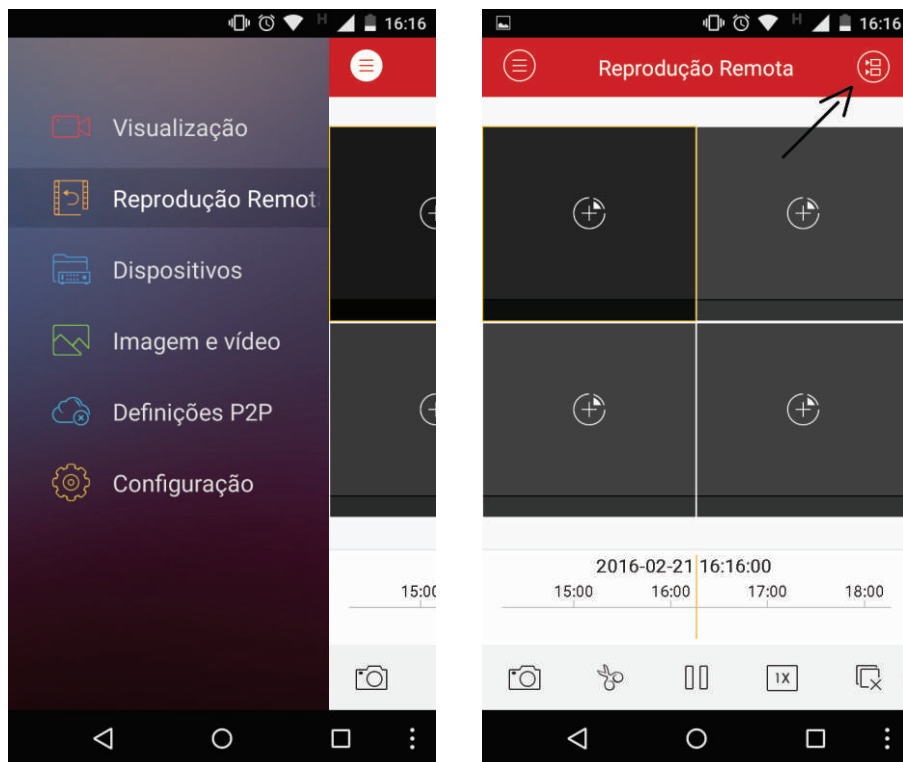 H 16:16
Visualização
Reprodução Remot
Dispositivos
Imagem e vídeo
Definições P2P
Configuração
15:00
H 16:16
Reprodução Remota
2016-02-21 16:16:00
15:00 16:00 17:00 18:00
1X